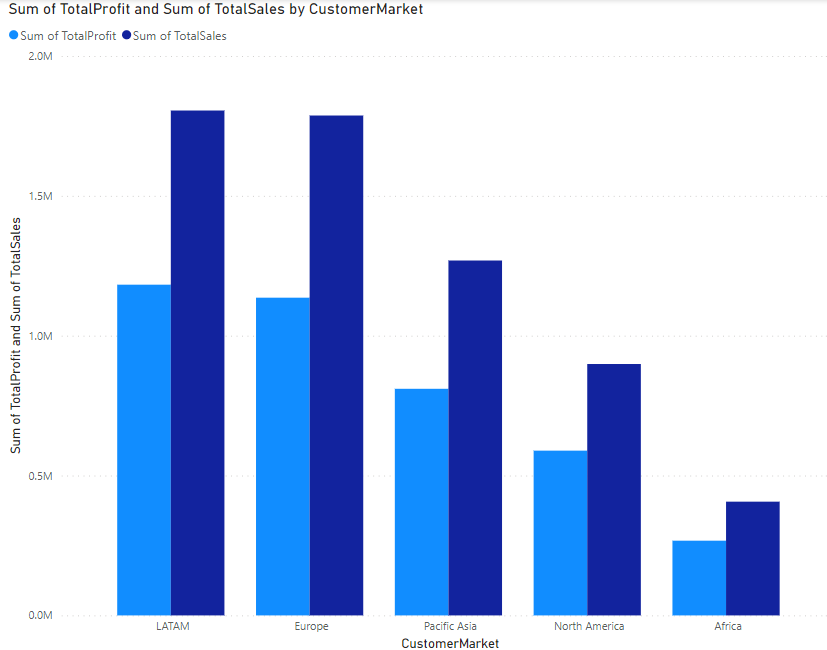 Sum of TotalProfit and Sum of TotalSales by CustomerMarket
Sum of TotalProfit Sum of TotalSales
2.0M
1.5M
1.0M
0.5M
0.0M
Sum of TotalProfit and Sum of TotalSales
LATAM Europe Pacific Asia North America Africa
CustomerMarket